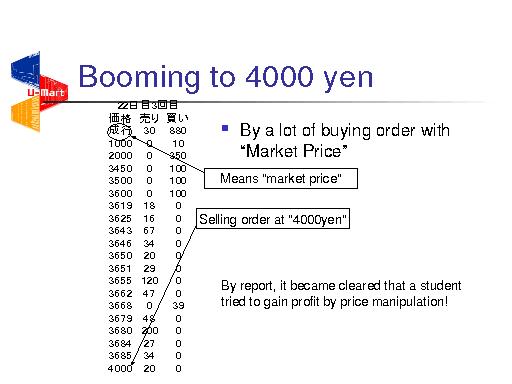 U-Mart
Booming to 4000 yen
22日目3回目
価格 売り 買い
成行 30 880
1000 0 10
2000 0 350
3450 0 100
3500 0 100
3600 0 100
3619 18 0
3625 16 0
3643 67 0
3646 34 0
3650 20 0
3651 29 0
3655 120 0
3662 47 0
3668 0 39
3679 48 0
3680 200 0
3684 27 0
3685 34 0
4000 20 0
By a lot of buying order with
“Market Price”
Means "market price"
Selling order at "4000yen"
By report, it became cleared that a student
tried to gain profit by price manipulation!